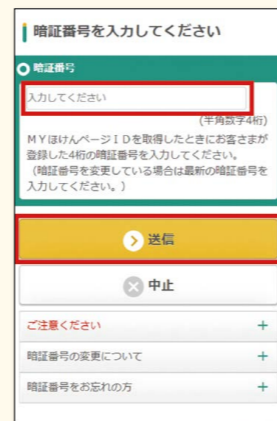 暗証番号を入力してください
暗証番号
入力してください
(半角数字4桁)
MYほけんページIDを取得したときにお客さまが
登録した4桁の暗証番号を入力してください。
(暗証番号を変更している場合は最新の暗証番号を
入力してください。)
送信
中止
ご注意ください
暗証番号の変更について
暗証番号をお忘れの方